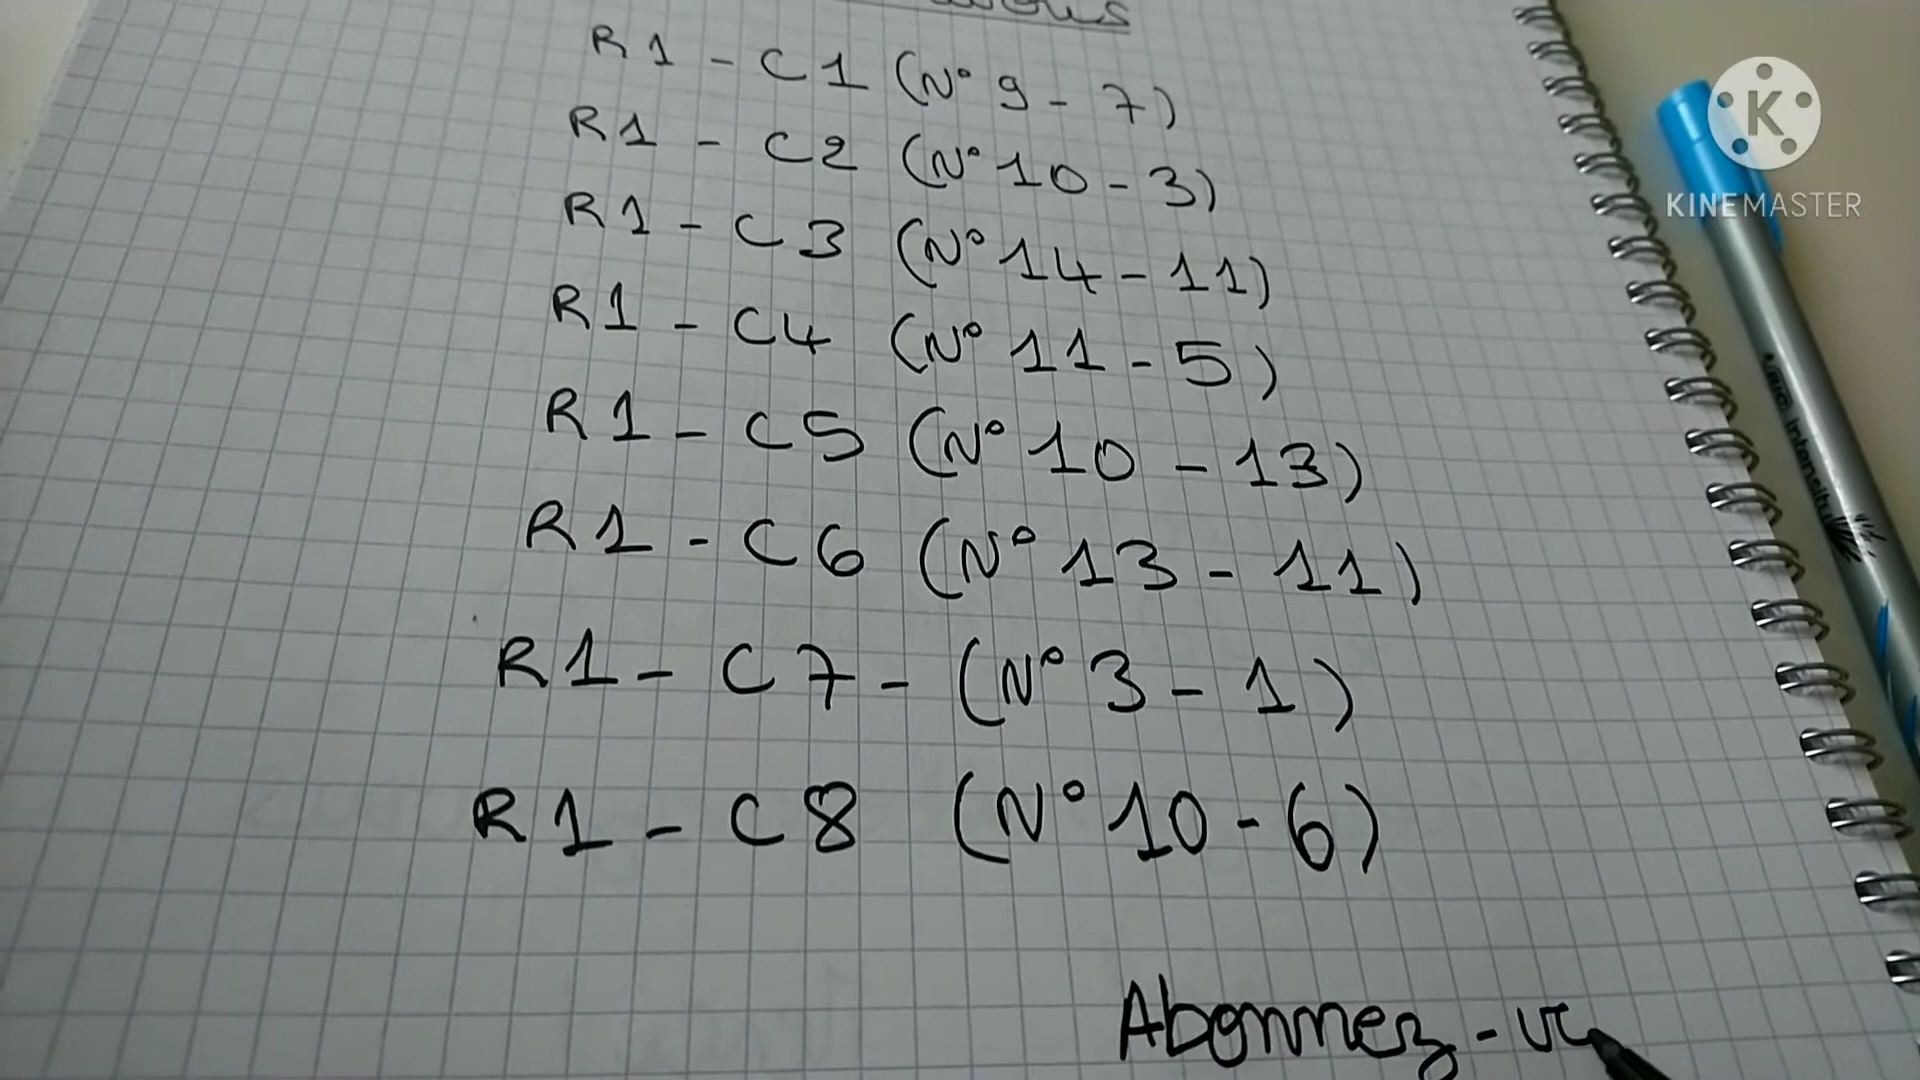 R1 - C1 (N° 9 - 7)
R1 - C2 (N° 10 - 3)
R1 - C3 (N° 14 - 11)
R1 - C4 (N° 11 - 5)
R1 - C5 (N° 10 - 13)
R1 - C6 (N° 13 - 11)
R1 - C7 - (N° 3 - 1)
R1 - C8 (N° 10 - 6)
Abonnez - vo
K
KINEMASTER
Intensity